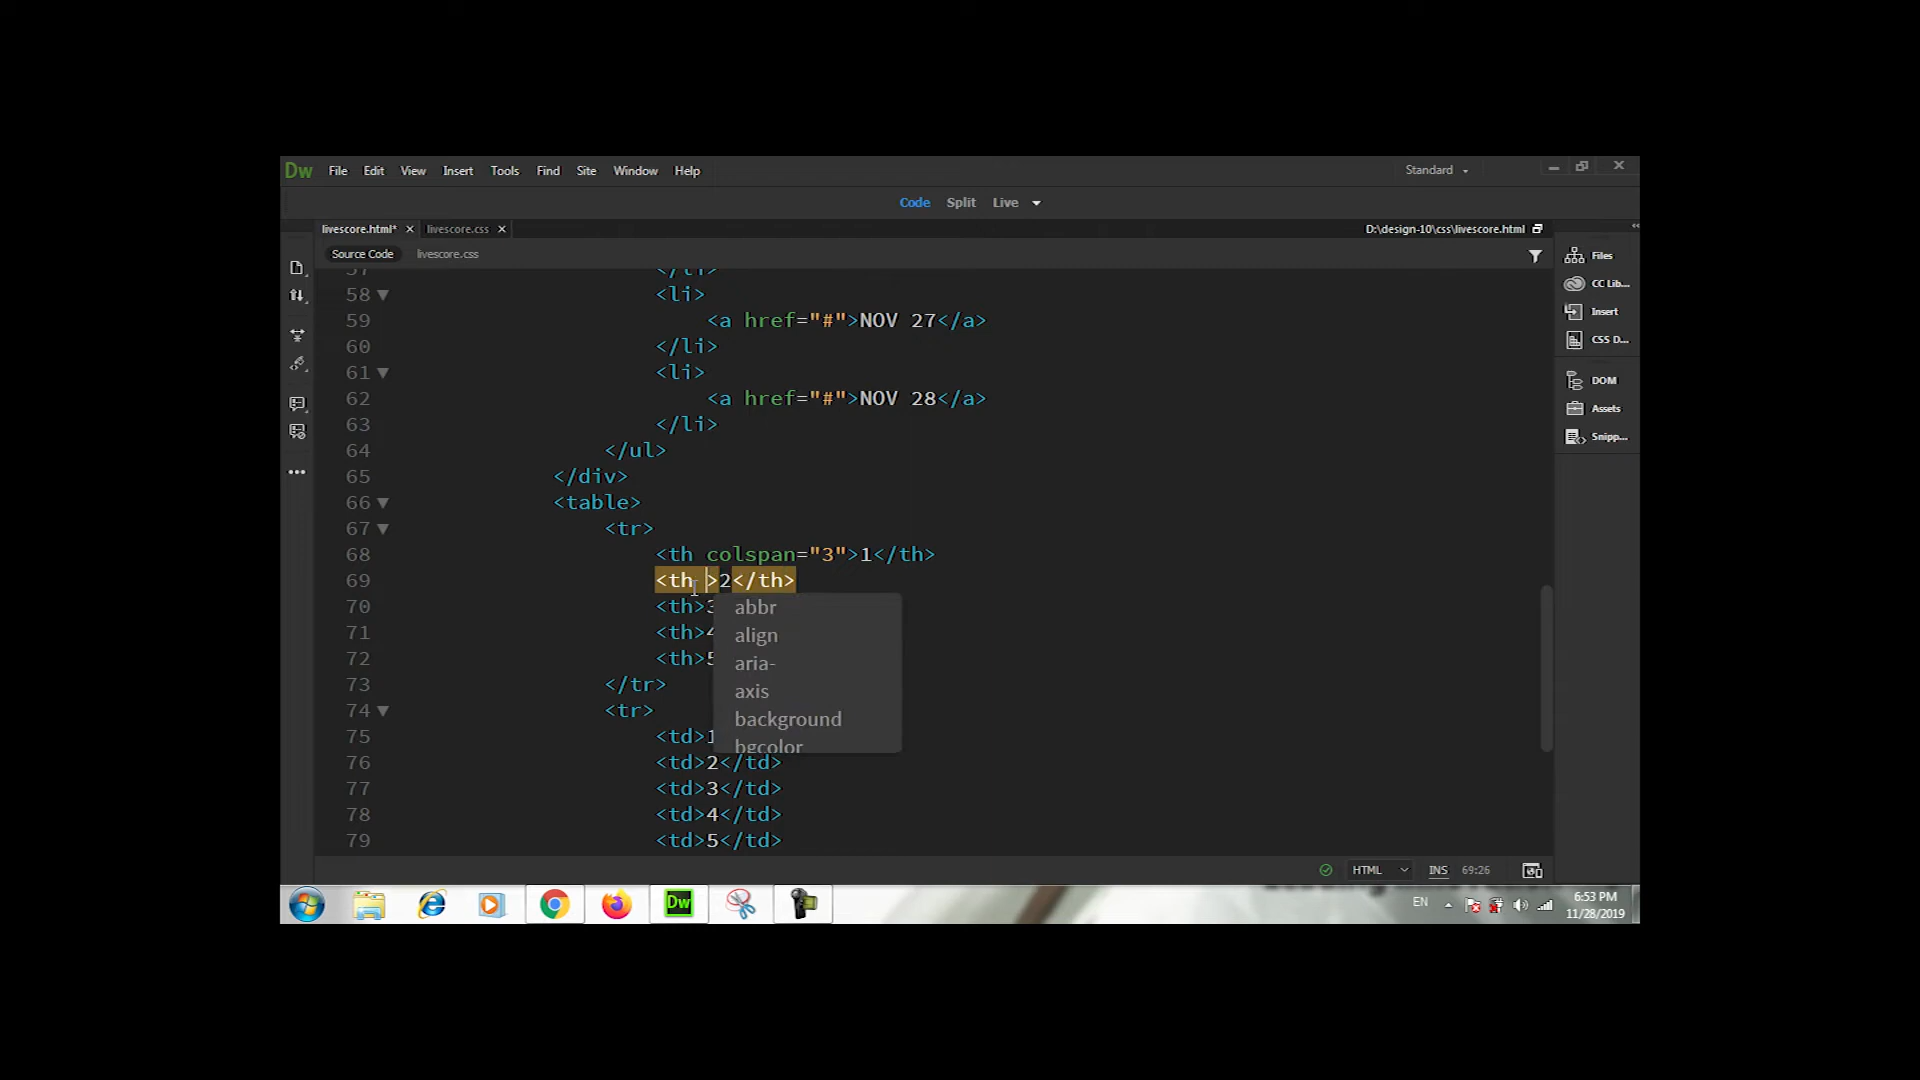 Dw File Edit View Insert Tools Find Site Window Help Standard
Code Split Live
livescore.html* livescore.css D:\design-10\css\livescore.html
Source Code livescore.css
57 </li>
58 <li>
59 <a href="#">NOV 27</a>
60 </li>
61 <li>
62 <a href="#">NOV 28</a>
63 </li>
64 </ul>
65 </div>
66 <table>
67 <tr>
68 <th colspan="3">1</th>
69 <th >2</th>
70 <th>3
71 <th>4
72 <th>5
73 </tr>
74 <tr>
75 <td>1
76 <td>2</td>
77 <td>3</td>
78 <td>4</td>
79 <td>5</td>
abbr
align
aria-
axis
background
bgcolor
Files
CC Lib...
Insert
CSS D...
DOM
Assets
Snipp...
HTML INS 69:26
Dw
EN
6:53 PM
11/28/2019